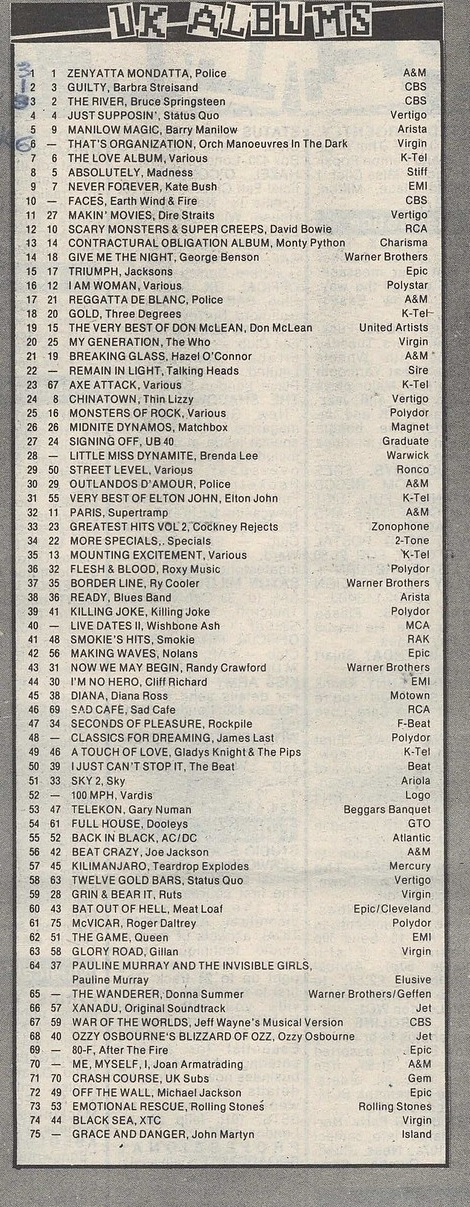 UK ALBUMS
1 1 ZENYATTA MONDATTA, Police A&M
2 3 GUILTY, Barbra Streisand CBS
3 2 THE RIVER, Bruce Springsteen CBS
4 4 JUST SUPPOSIN', Status Quo Vertigo
5 9 MANILOW MAGIC, Barry Manilow Arista
6 — THAT'S ORGANIZATION, Orch Manoeuvres In The Dark Virgin
7 6 THE LOVE ALBUM, Various K-Tel
8 5 ABSOLUTELY, Madness Stiff
9 7 NEVER FOREVER, Kate Bush EMI
10 — FACES, Earth Wind & Fire CBS
11 27 MAKIN' MOVIES, Dire Straits Vertigo
12 10 SCARY MONSTERS & SUPER CREEPS, David Bowie RCA
13 14 CONTRACTURAL OBLIGATION ALBUM, Monty Python Charisma
14 18 GIVE ME THE NIGHT, George Benson Warner Brothers
15 17 TRIUMPH, Jacksons Epic
16 12 I AM WOMAN, Various Polystar
17 21 REGGATTA DE BLANC, Police A&M
18 20 GOLD, Three Degrees K-Tel
19 15 THE VERY BEST OF DON McLEAN, Don McLean United Artists
20 25 MY GENERATION, The Who Virgin
21 19 BREAKING GLASS, Hazel O'Connor A&M
22 — REMAIN IN LIGHT, Talking Heads Sire
23 67 AXE ATTACK, Various K-Tel
24 8 CHINATOWN, Thin Lizzy Vertigo
25 16 MONSTERS OF ROCK, Various Polydor
26 26 MIDNITE DYNAMOS, Matchbox Magnet
27 24 SIGNING OFF, UB 40 Graduate
28 — LITTLE MISS DYNAMITE, Brenda Lee Warwick
29 50 STREET LEVEL, Various Ronco
30 29 OUTLANDOS D'AMOUR, Police A&M
31 55 VERY BEST OF ELTON JOHN, Elton John K-Tel
32 11 PARIS, Supertramp A&M
33 23 GREATEST HITS VOL 2, Cockney Rejects Zonophone
34 22 MORE SPECIALS, Specials 2-Tone
35 13 MOUNTING EXCITEMENT, Various K-Tel
36 32 FLESH & BLOOD, Roxy Music Polydor
37 35 BORDER LINE, Ry Cooler Warner Brothers
38 36 READY, Blues Band Arista
39 41 KILLING JOKE, Killing Joke Polydor
40 — LIVE DATES II, Wishbone Ash MCA
41 48 SMOKIE'S HITS, Smokie RAK
42 56 MAKING WAVES, Nolans Epic
43 31 NOW WE MAY BEGIN, Randy Crawford Warner Brothers
44 30 I'M NO HERO, Cliff Richard EMI
45 38 DIANA, Diana Ross Motown
46 69 SAD CAFE, Sad Cafe RCA
47 34 SECONDS OF PLEASURE, Rockpile F-Beat
48 — CLASSICS FOR DREAMING, James Last Polydor
49 46 A TOUCH OF LOVE, Gladys Knight & The Pips K-Tel
50 39 I JUST CAN'T STOP IT, The Beat Beat
51 33 SKY 2, Sky Ariola
52 — 100 MPH, Vardis Logo
53 47 TELEKON, Gary Numan Beggars Banquet
54 61 FULL HOUSE, Dooleys GTO
55 52 BACK IN BLACK, AC/DC Atlantic
56 42 BEAT CRAZY, Joe Jackson A&M
57 45 KILIMANJARO, Teardrop Explodes Mercury
58 63 TWELVE GOLD BARS, Status Quo Vertigo
59 28 GRIN & BEAR IT, Ruts Virgin
60 43 BAT OUT OF HELL, Meat Loaf Epic/Cleveland
61 75 McVICAR, Roger Daltrey Polydor
62 51 THE GAME, Queen EMI
63 58 GLORY ROAD, Gillan Virgin
64 37 PAULINE MURRAY AND THE INVISIBLE GIRLS,
Pauline Murray Elusive
65 — THE WANDERER, Donna Summer Warner Brothers/Geffen
66 57 XANADU, Original Soundtrack Jet
67 59 WAR OF THE WORLDS, Jeff Wayne's Musical Version CBS
68 40 OZZY OSBOURNE'S BLIZZARD OF OZZ, Ozzy Osbourne Jet
69 — 80-F, After The Fire Epic
70 — ME, MYSELF, I, Joan Armatrading A&M
71 70 CRASH COURSE, UK Subs Gem
72 49 OFF THE WALL, Michael Jackson Epic
73 53 EMOTIONAL RESCUE, Rolling Stones Rolling Stones
74 44 BLACK SEA, XTC Virgin
75 — GRACE AND DANGER, John Martyn Island